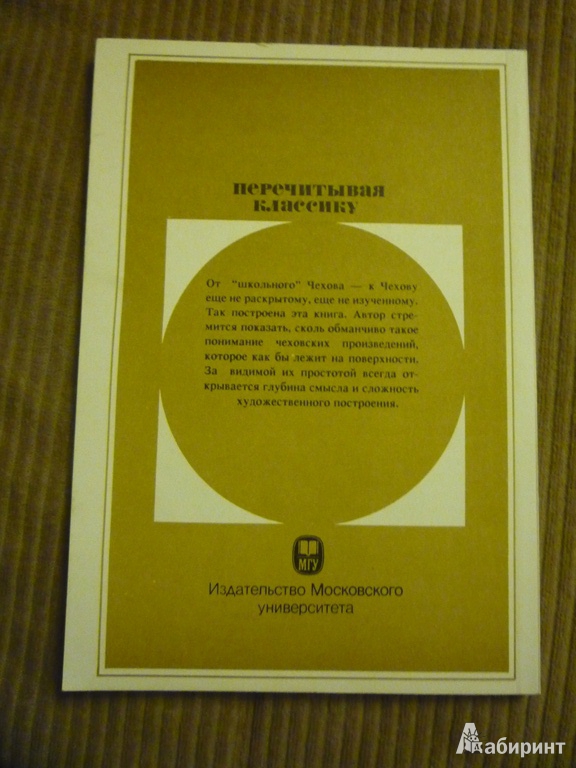 перечитывая
классику
От "школьного" Чехова — к Чехову
еще не раскрытому, еще не изученному.
Так построена эта книга. Автор стре-
мится показать, сколь обманчиво такое
понимание чеховских произведений,
которое как бы лежит на поверхности.
За видимой их простотой всегда от-
крывается глубина смысла и сложность
художественного построения.
МГУ
Издательство Московского
университета
Лабиринт